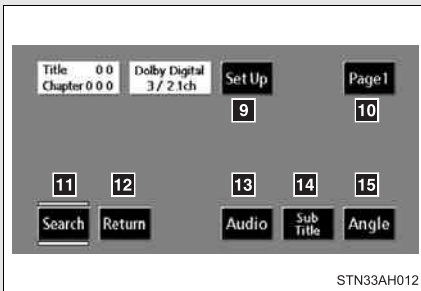 Title 0 0
Chapter 0 0 0
Dolby Digital
3 / 2.1ch
Set Up
Page1
9
10
11
12
13
14
15
Search
Return
Audio
Sub
Title
Angle
STN33AH012